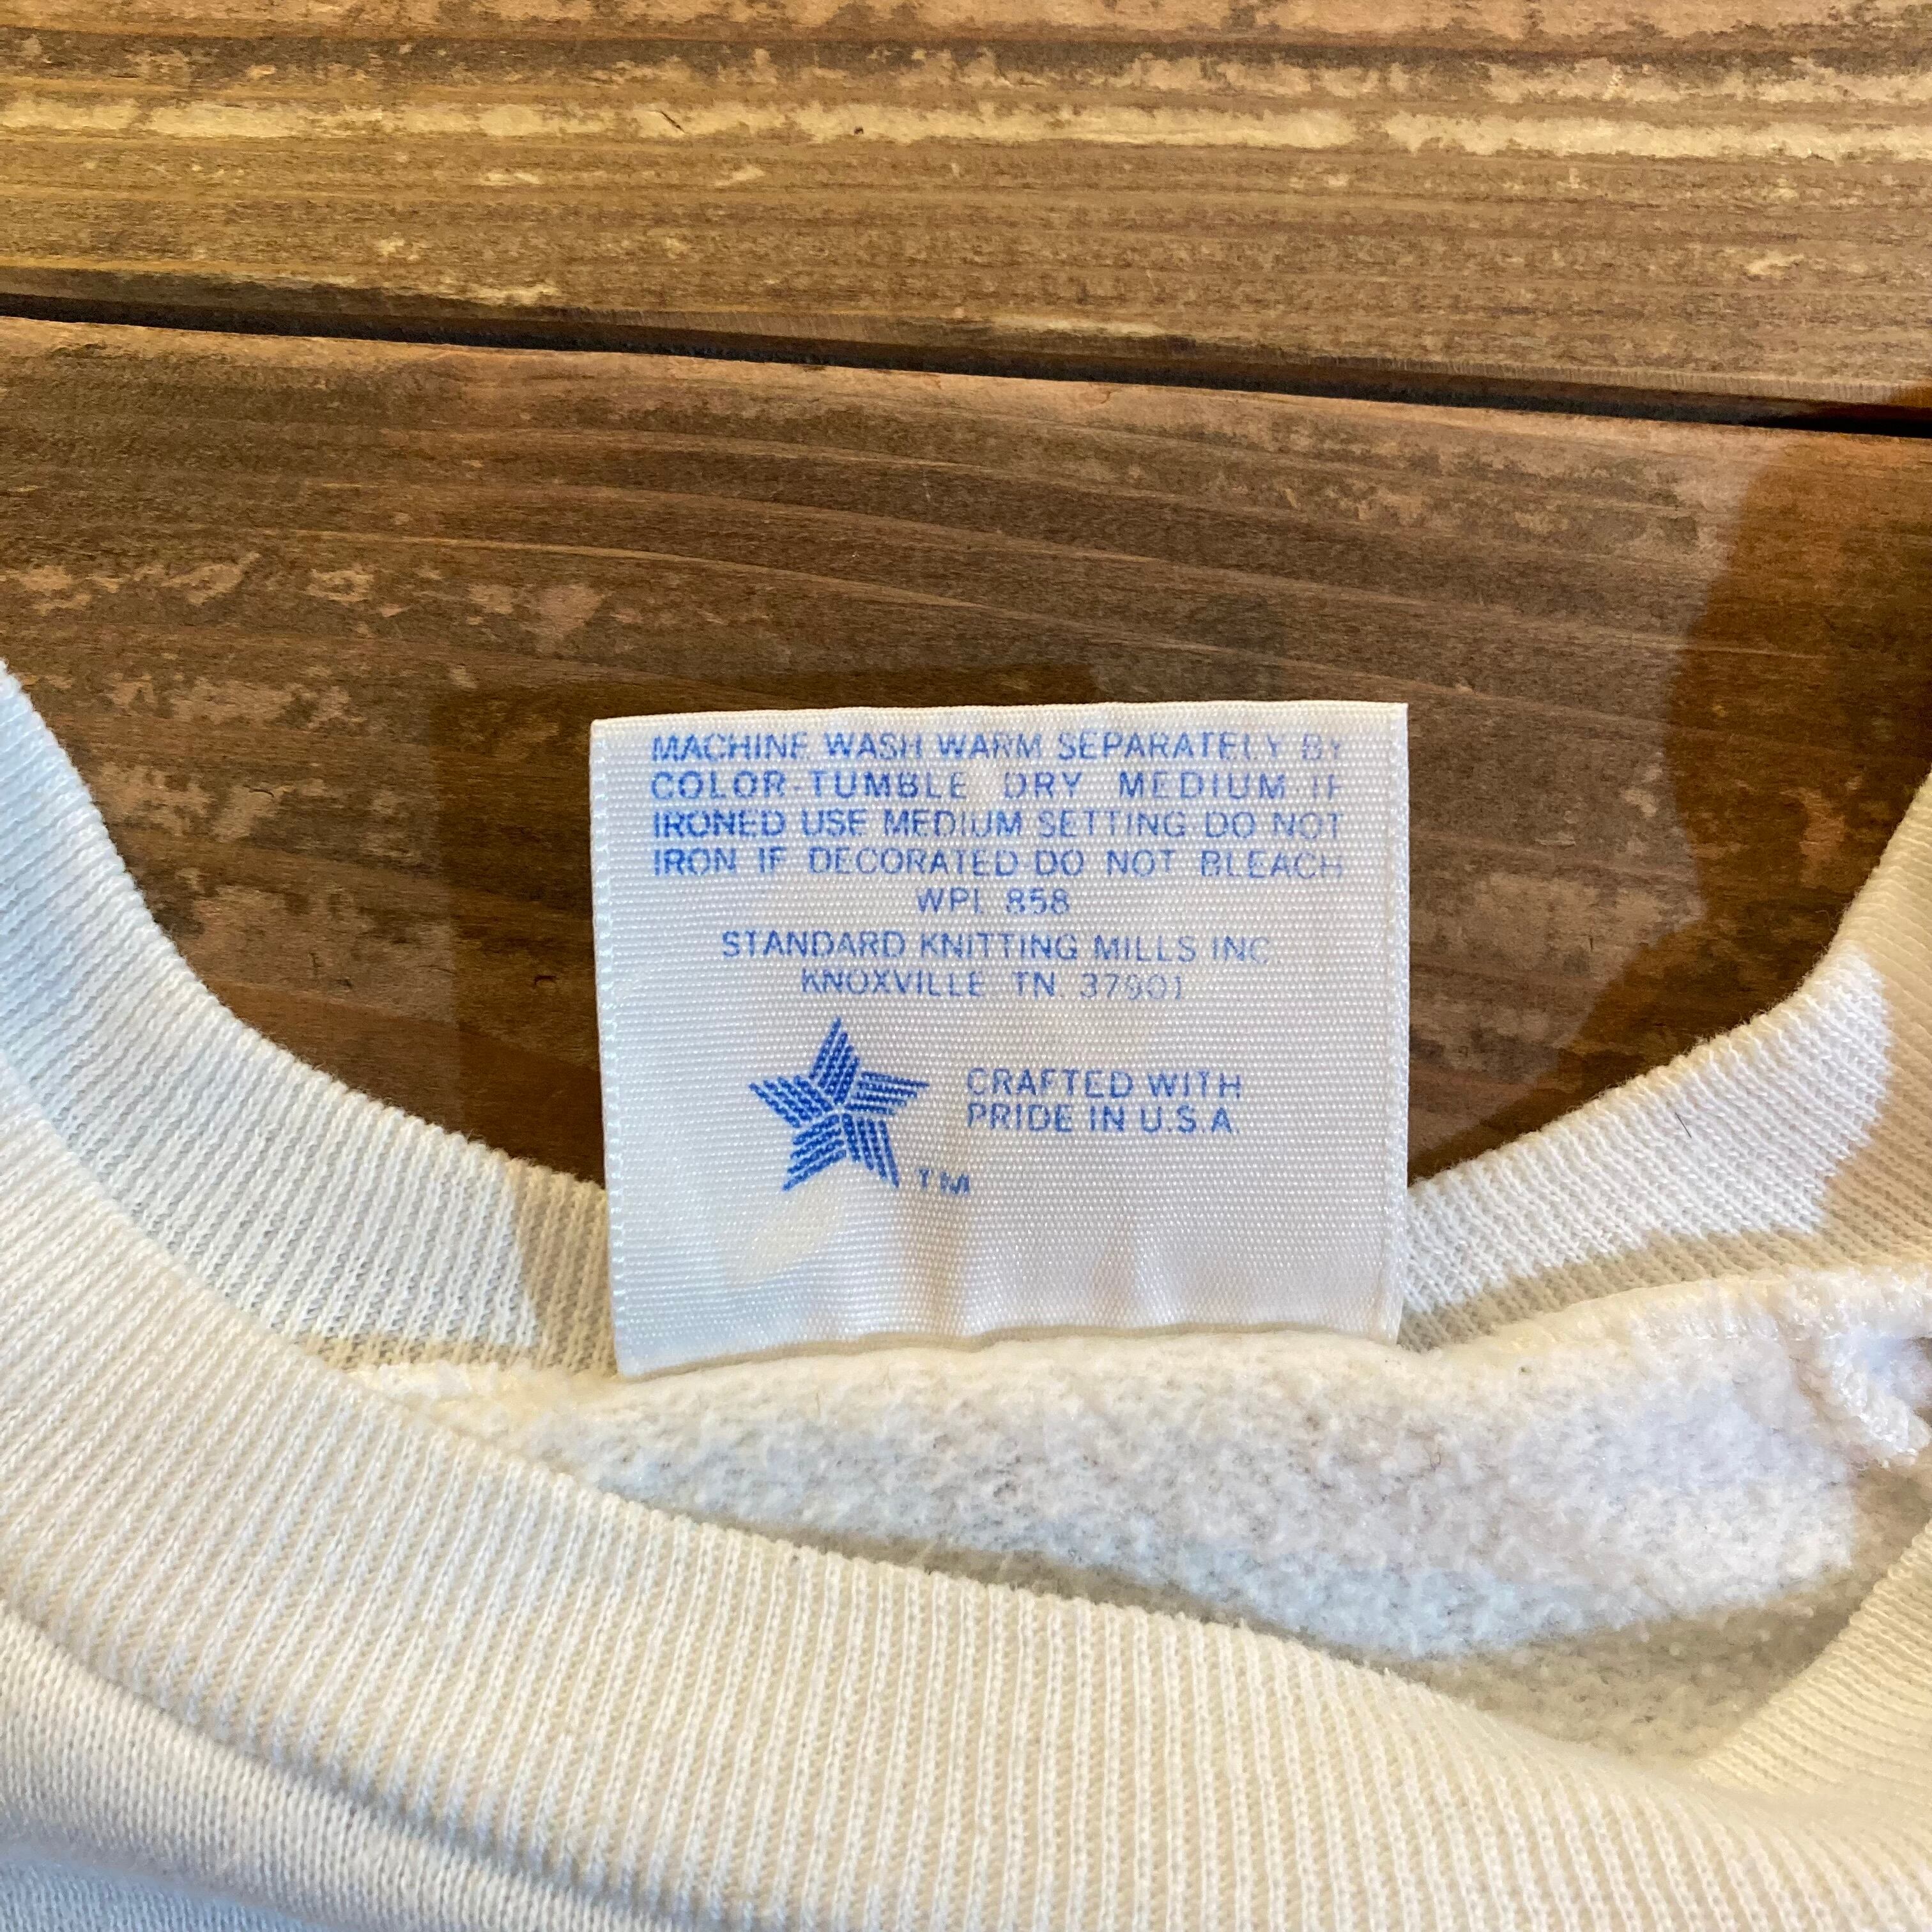 MACHINE WASH WARM SEPARATELY BY
COLOR-TUMBLE DRY MEDIUM-IF
IRONED USE MEDIUM SETTING-DO NOT
IRON IF DECORATED-DO NOT BLEACH
WPL 858
STANDARD KNITTING MILLS INC
KNOXVILLE TN. 37901
CRAFTED WITH
PRIDE IN U.S.A
TM